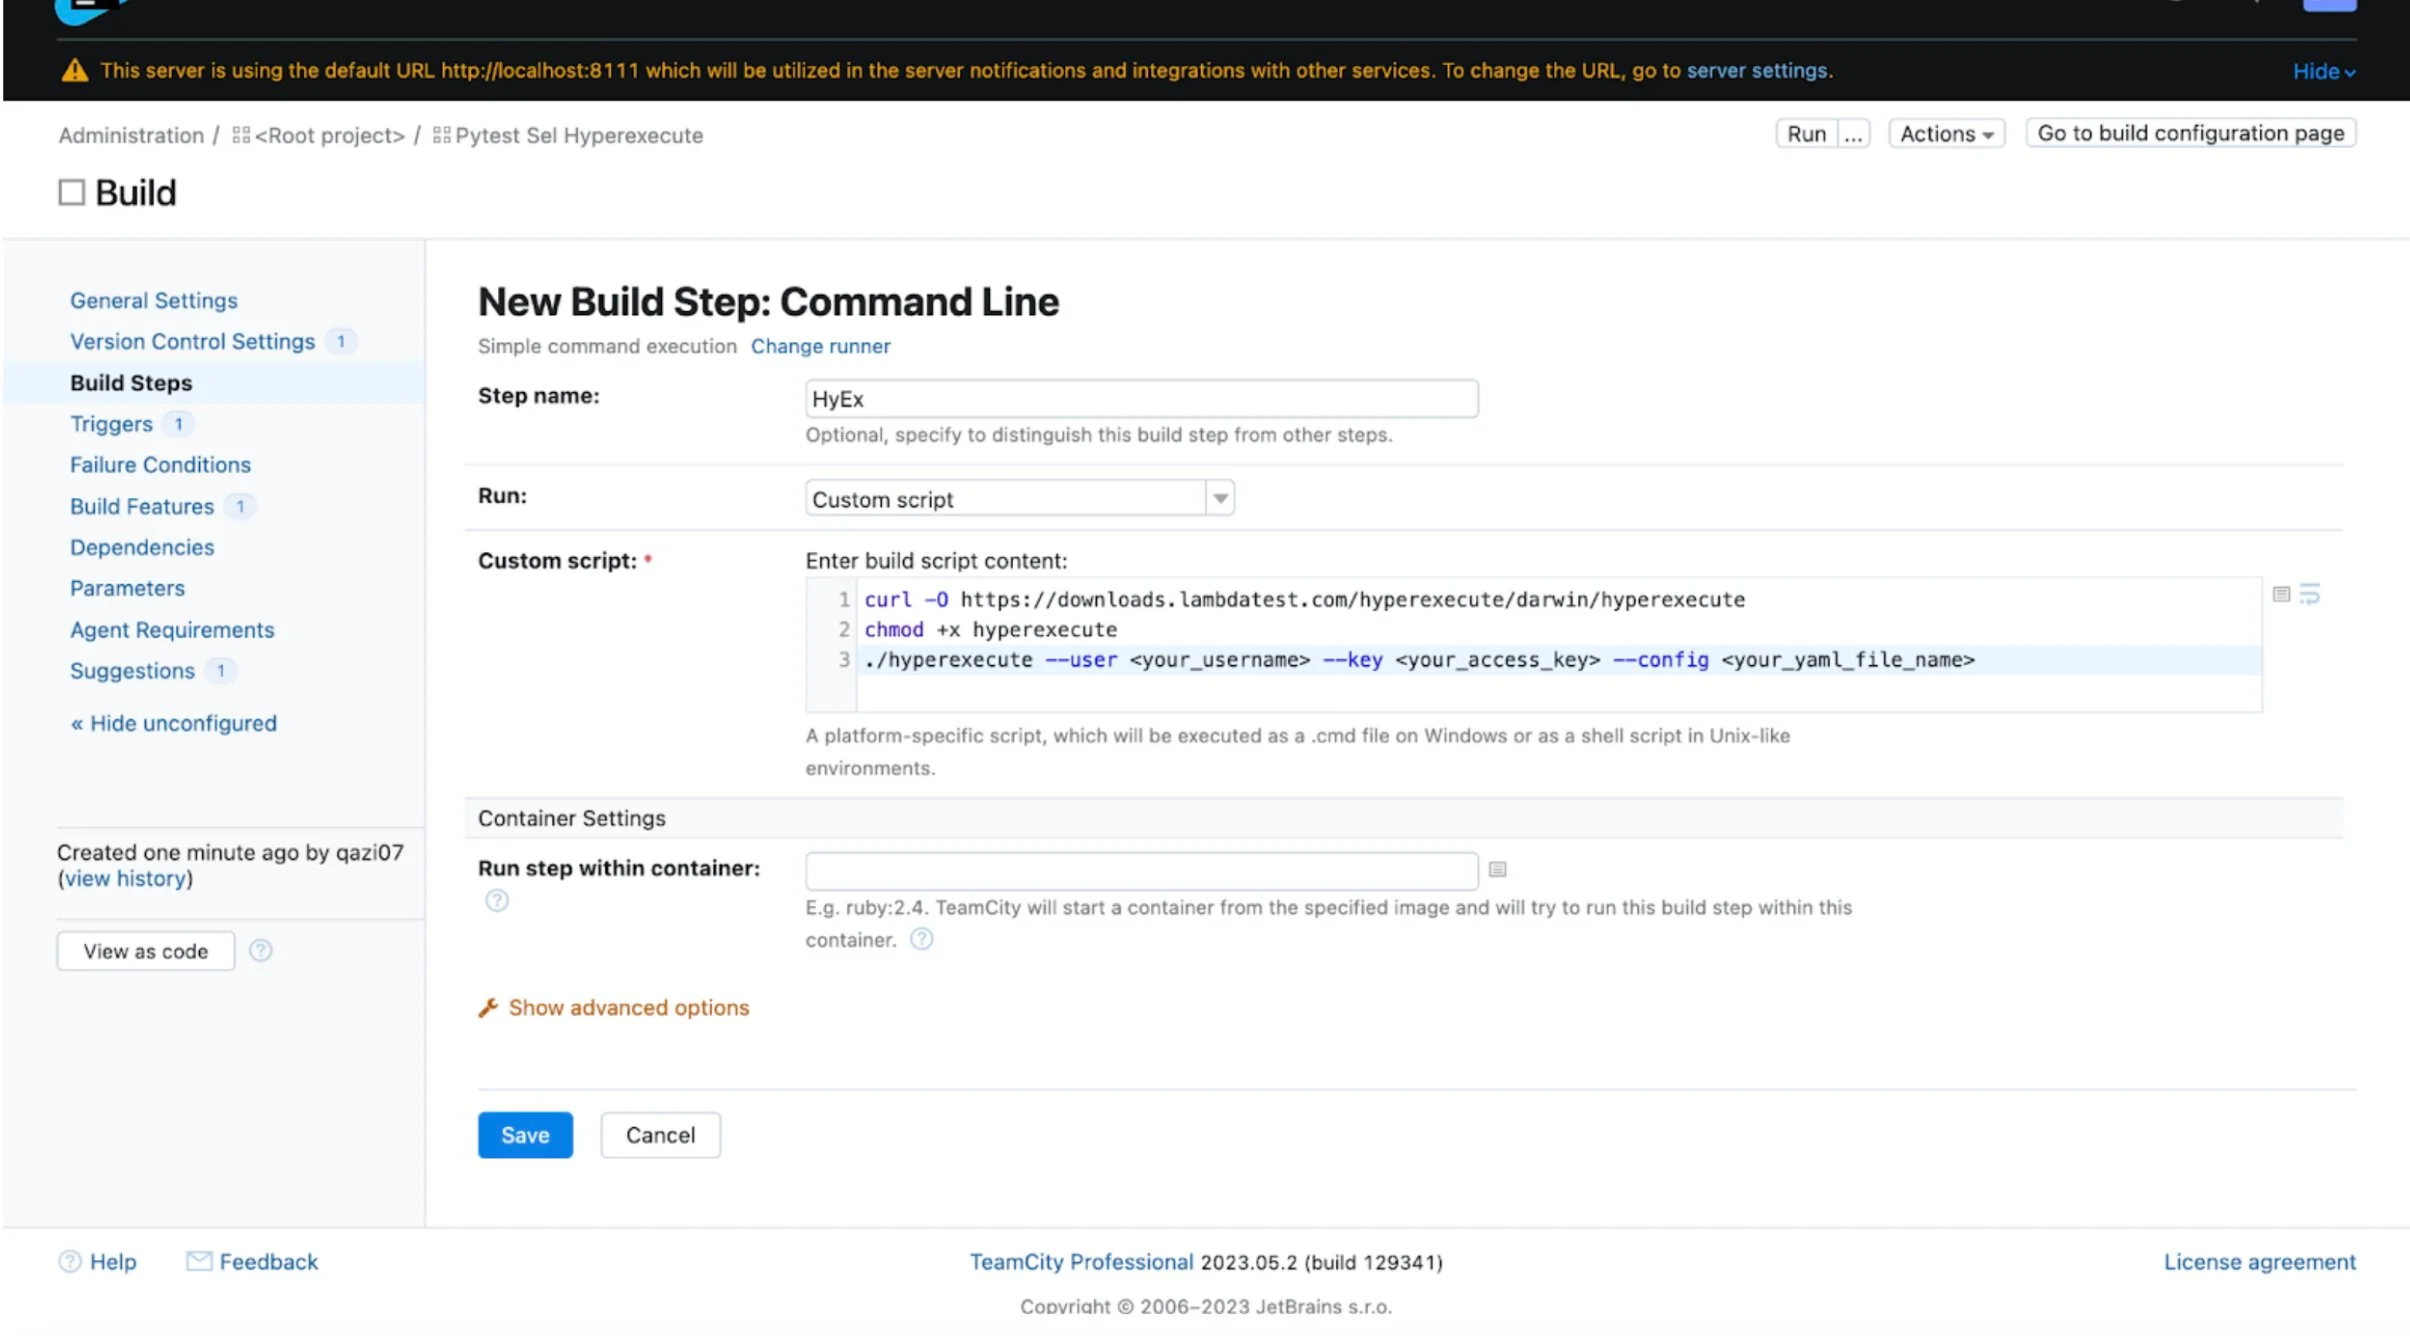 This server is using the default URL http://localhost:8111 which will be utilized in the server notifications and integrations with other services. To change the URL, go to server settings.
Hide
Administration / <Root project> / Pytest Sel Hyperexecute
Run ... Actions Go to build configuration page
Build
General Settings
Version Control Settings 1
Build Steps
Triggers 1
Failure Conditions
Build Features 1
Dependencies
Parameters
Agent Requirements
Suggestions 1
« Hide unconfigured
Created one minute ago by qazi07
(view history)
View as code ?
New Build Step: Command Line
Simple command execution Change runner
Step name: HyEx
Optional, specify to distinguish this build step from other steps.
Run: Custom script
Custom script: * Enter build script content:
1 curl -O https://downloads.lambdatest.com/hyperexecute/darwin/hyperexecute
2 chmod +x hyperexecute
3 ./hyperexecute --user <your_username> --key <your_access_key> --config <your_yaml_file_name>
A platform-specific script, which will be executed as a .cmd file on Windows or as a shell script in Unix-like
environments.
Container Settings
Run step within container:
?
E.g. ruby:2.4. TeamCity will start a container from the specified image and will try to run this build step within this
container. ?
Show advanced options
Save Cancel
? Help Feedback TeamCity Professional 2023.05.2 (build 129341) License agreement
Copyright © 2006–2023 JetBrains s.r.o.